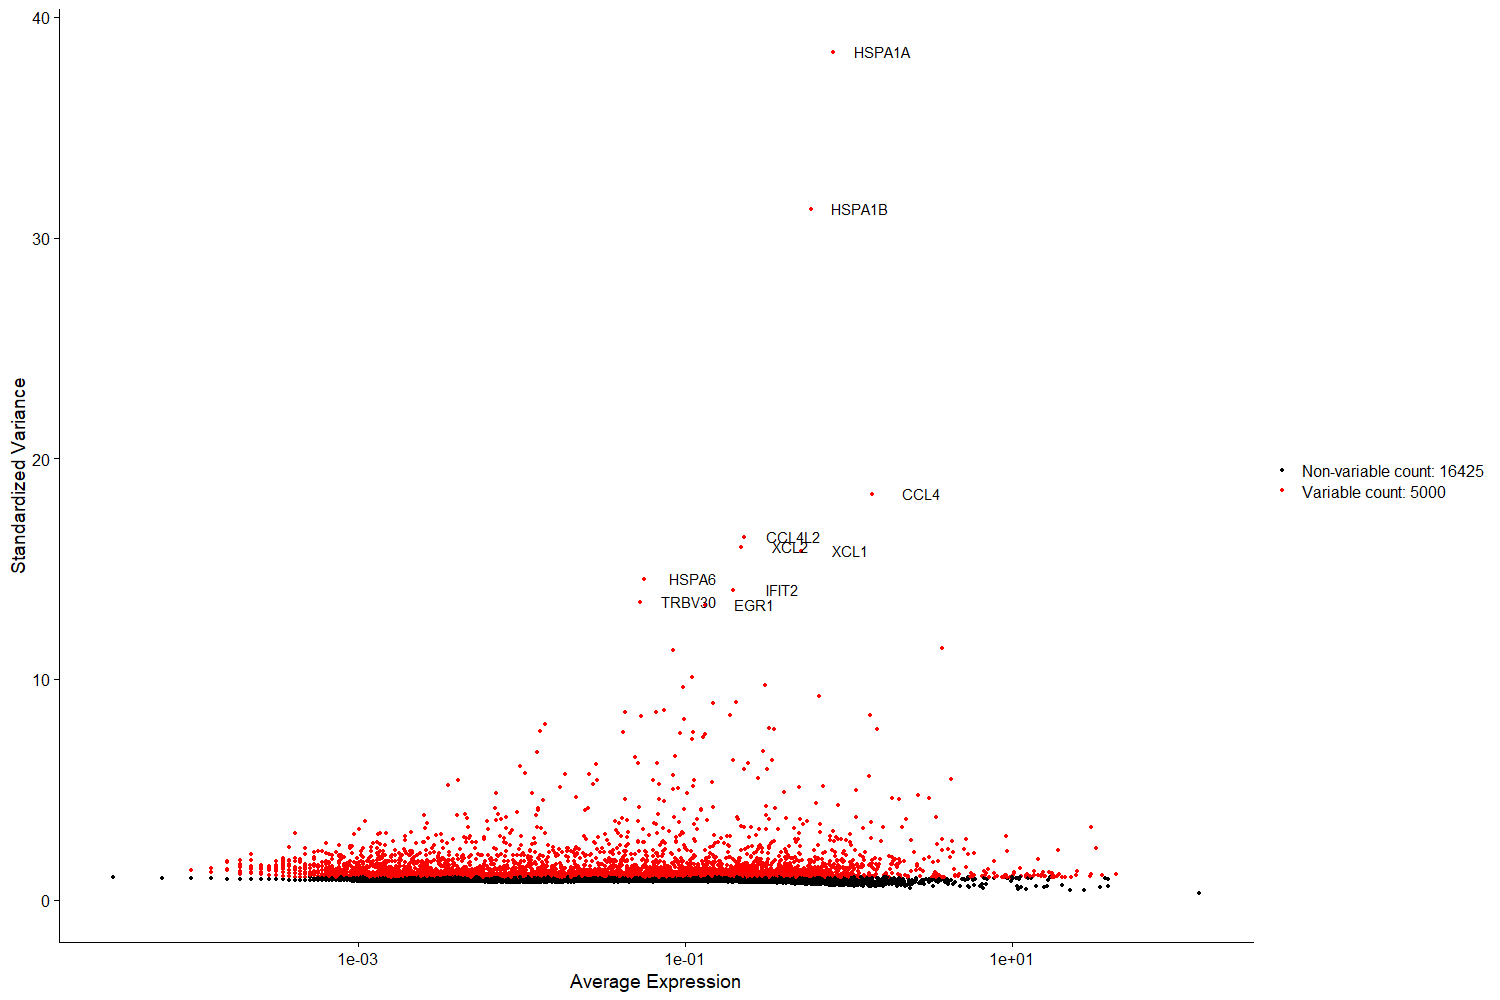 40
HSPA1A
HSPA1B
30
Standardized Variance
20
Non-variable count: 16425
CCL4
Variable count: 5000
CCL4L2
XCL2
XCL1
HSPA6
IFIT2
TRBV30
EGR1
10
0
1e-03
1e-01
1e+01
Average Expression